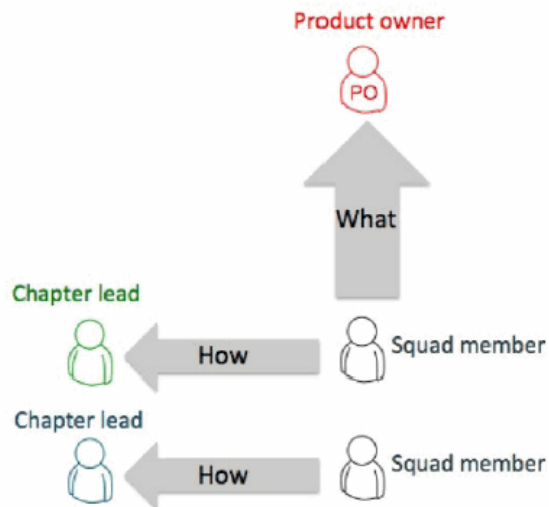 Product owner
PO
What
Chapter lead
How
Squad member
Chapter lead
How
Squad member